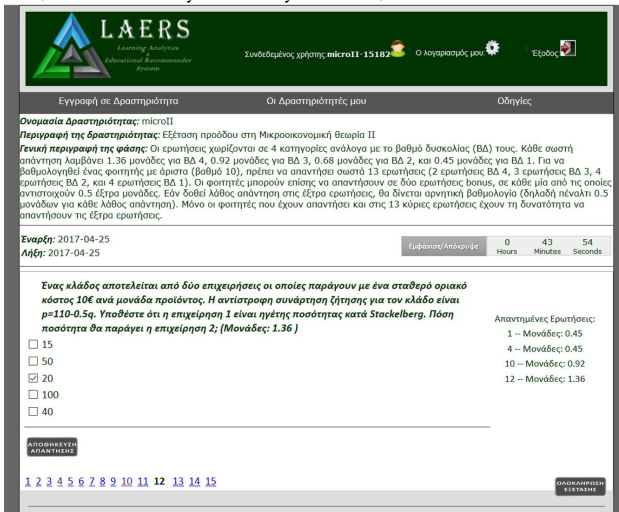 LAERS
Learning Analytics
&
Educational Recommender
System
Συνδεδεμένος χρήστης:microII-15182
Ο λογαριασμός μου:
Έξοδος
Εγγραφή σε Δραστηριότητα
Οι Δραστηριότητές μου
Οδηγίες
Ονομασία Δραστηριότητας: microII
Περιγραφή της δραστηριότητας: Εξέταση προόδου στη Μικροοικονομική θεωρία II
Γενική περιγραφή της φάσης: Οι ερωτήσεις χωρίζονται σε 4 κατηγορίες ανάλογα με το βαθμό δυσκολίας (ΒΔ) τους. Κάθε σωστή
απάντηση λαμβάνει 1.36 μονάδες για ΒΔ 4, 0.92 μονάδες για ΒΔ 3, 0.68 μονάδες για ΒΔ 2, και 0.45 μονάδες για ΒΔ 1. Για να
βαθμολογηθεί ένας φοιτητής με άριστα (βαθμό 10), πρέπει να απαντήσει σωστά 13 ερωτήσεις (2 ερωτήσεις ΒΔ 4, 3 ερωτήσεις ΒΔ 3, 4
ερωτήσεις ΒΔ 2, και 4 ερωτήσεις ΒΔ 1). Οι φοιτητές μπορούν επίσης να απαντήσουν σε δύο ερωτήσεις bonus, σε κάθε μία από τις οποίες
αντιστοιχούν 0.5 έξτρα μονάδες. Εάν δοθεί λάθος απάντηση στις έξτρα ερωτήσεις, θα δίνεται αρνητική βαθμολογία (δηλαδή πέναλτι 0.5
μονάδων για κάθε λάθος απάντηση). Μόνο οι φοιτητές που έχουν απαντήσει και στις 13 κύριες ερωτήσεις έχουν τη δυνατότητα να
απαντήσουν τις έξτρα ερωτήσεις.
Έναρξη: 2017-04-25
Λήξη: 2017-04-25
Εμφάνισε/Απόκρυψε
0 43 54
Hours Minutes Seconds
Ένας κλάδος αποτελείται από δύο επιχειρήσεις οι οποίες παράγουν με ένα σταθερό οριακό
κόστος 10€ ανά μονάδα προϊόντος. Η αντίστροφη συνάρτηση ζήτησης για τον κλάδο είναι
p=110-0.5q. Υποθέστε ότι η επιχείρηση 1 είναι ηγέτης ποσότητας κατά Stackelberg. Πόση
ποσότητα θα παράγει η επιχείρηση 2; (Μονάδες: 1.36 )
15
50
20
100
40
Απαντημένες Ερωτήσεις:
1 -- Μονάδες: 0.45
4 -- Μονάδες: 0.45
10 -- Μονάδες: 0.92
12 -- Μονάδες: 1.36
ΑΠΟΘΗΚΕΥΣΗ
ΑΠΑΝΤΗΣΗΣ
1 2 3 4 5 6 7 8 9 10 11 12 13 14 15
ΟΛΟΚΛΗΡΩΣΗ
ΕΞΕΤΑΣΗΣ